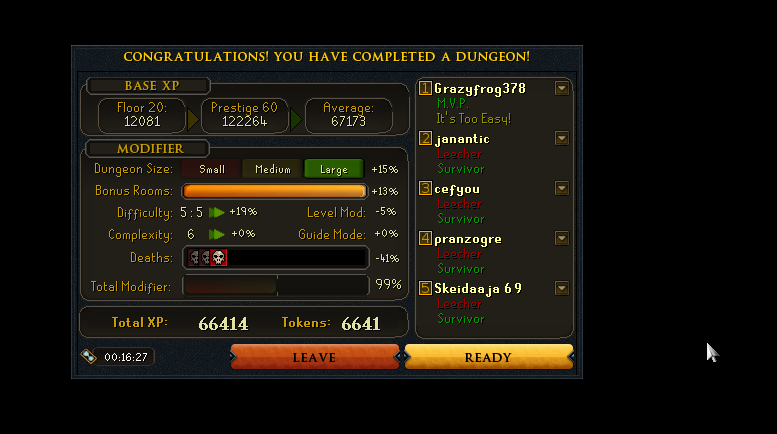 CONGRATULATIONS! YOU HAVE COMPLETED A DUNGEON!
BASE XP
Floor 20:
12081
Prestige 60
122264
Average:
67173
MODIFIER
Dungeon Size: Small Medium Large +15%
Bonus Rooms: +13%
Difficulty: 5 : 5 +19% Level Mod: -5%
Complexity: 6 +0% Guide Mode: +0%
Deaths: -41%
Total Modifier: 99%
Total XP: 66414 Tokens: 6641
00:16:27
LEAVE
READY
1 Grazyfrog378
M.V.P.
It's Too Easy!
2 janantic
Leecher
Survivor
3 cefyou
Leecher
Survivor
4 pranzogre
Leecher
Survivor
5 Skeidaaja 69
Leecher
Survivor